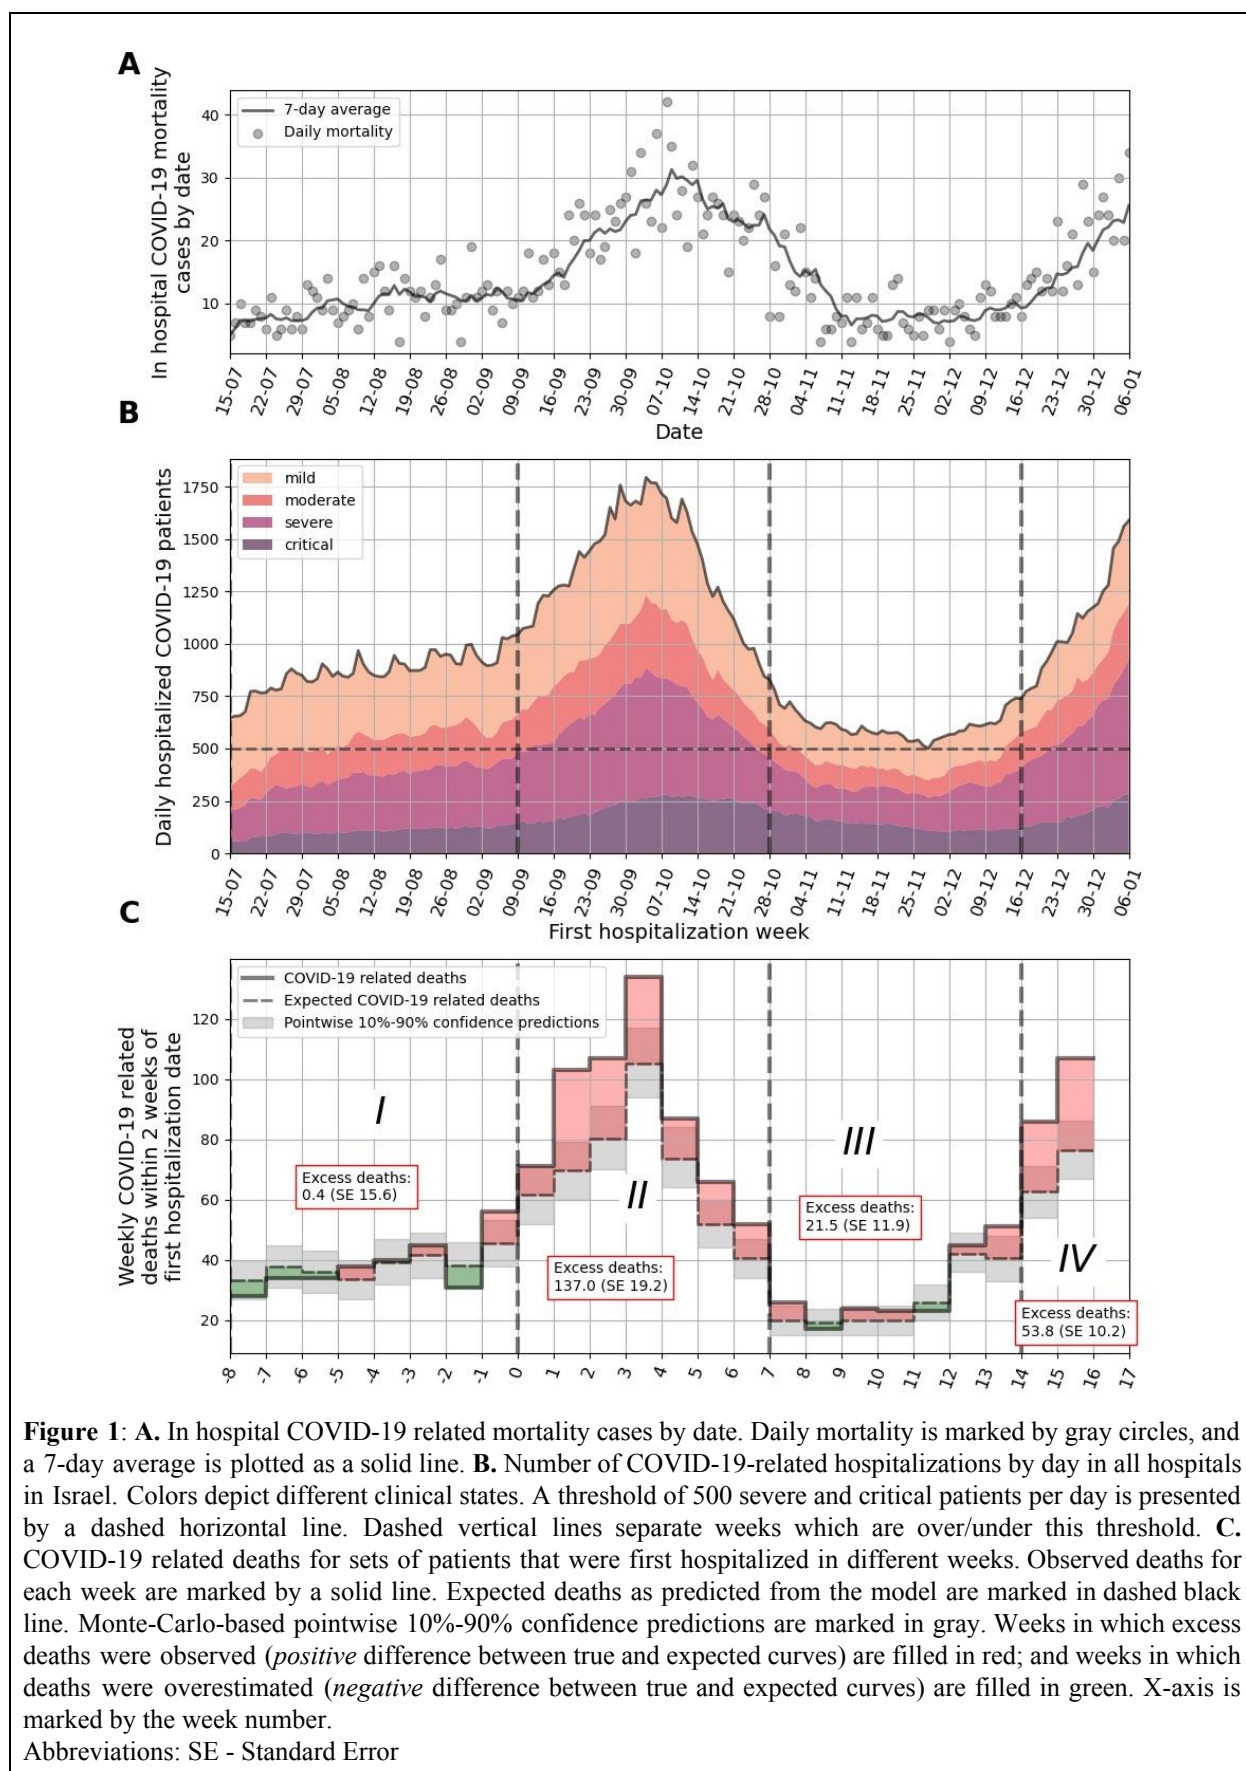 A
In hospital COVID-19 mortality
cases by date
7-day average
Daily mortality
40
30
20
10
15-07 22-07 29-07 05-08 12-08 19-08 26-08 02-09 09-09 16-09 23-09 30-09 07-10 14-10 21-10 28-10 04-11 11-11 18-11 25-11 02-12 09-12 16-12 23-12 30-12 06-01
Date
B
Daily hospitalized COVID-19 patients
mild
moderate
severe
critical
1750
1500
1250
1000
750
500
250
0
15-07 22-07 29-07 05-08 12-08 19-08 26-08 02-09 09-09 16-09 23-09 30-09 07-10 14-10 21-10 28-10 04-11 11-11 18-11 25-11 02-12 09-12 16-12 23-12 30-12 06-01
First hospitalization week
C
Weekly COVID-19 related
deaths within 2 weeks of
first hospitalization date
COVID-19 related deaths
Expected COVID-19 related deaths
Pointwise 10%-90% confidence predictions
120
100
80
60
40
20
I
Excess deaths:
0.4 (SE 15.6)
II
Excess deaths:
137.0 (SE 19.2)
III
Excess deaths:
21.5 (SE 11.9)
IV
Excess deaths:
53.8 (SE 10.2)
-8 -7 -6 -5 -4 -3 -2 -1 0 1 2 3 4 5 6 7 8 9 10 11 12 13 14 15 16 17
Figure 1: A. In hospital COVID-19 related mortality cases by date. Daily mortality is marked by gray circles, and
a 7-day average is plotted as a solid line. B. Number of COVID-19-related hospitalizations by day in all hospitals
in Israel. Colors depict different clinical states. A threshold of 500 severe and critical patients per day is presented
by a dashed horizontal line. Dashed vertical lines separate weeks which are over/under this threshold. C.
COVID-19 related deaths for sets of patients that were first hospitalized in different weeks. Observed deaths for
each week are marked by a solid line. Expected deaths as predicted from the model are marked in dashed black
line. Monte-Carlo-based pointwise 10%-90% confidence predictions are marked in gray. Weeks in which excess
deaths were observed (positive difference between true and expected curves) are filled in red; and weeks in which
deaths were overestimated (negative difference between true and expected curves) are filled in green. X-axis is
marked by the week number.
Abbreviations: SE - Standard Error